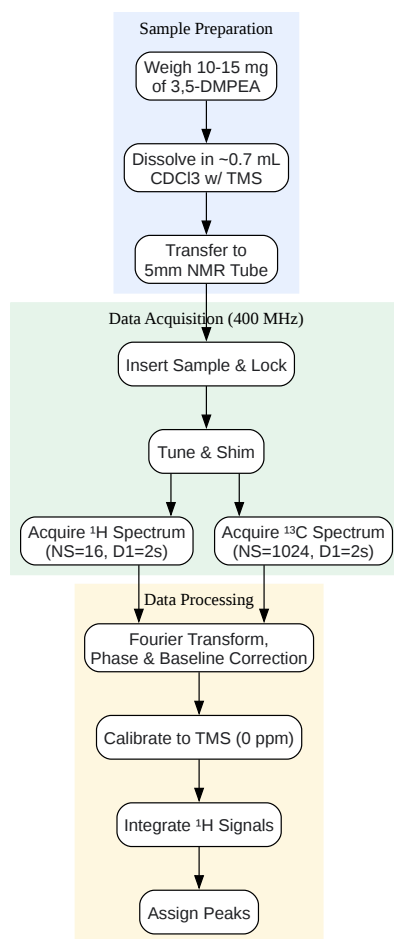 Sample Preparation
Weigh 10-15 mg
of 3,5-DMPEA
Dissolve in ~0.7 mL
CDCl3 w/ TMS
Transfer to
5mm NMR Tube
Data Acquisition (400 MHz)
Insert Sample & Lock
Tune & Shim
Acquire ¹H Spectrum
(NS=16, D1=2s)
Acquire ¹³C Spectrum
(NS=1024, D1=2s)
Data Processing
Fourier Transform,
Phase & Baseline Correction
Calibrate to TMS (0 ppm)
Integrate ¹H Signals
Assign Peaks